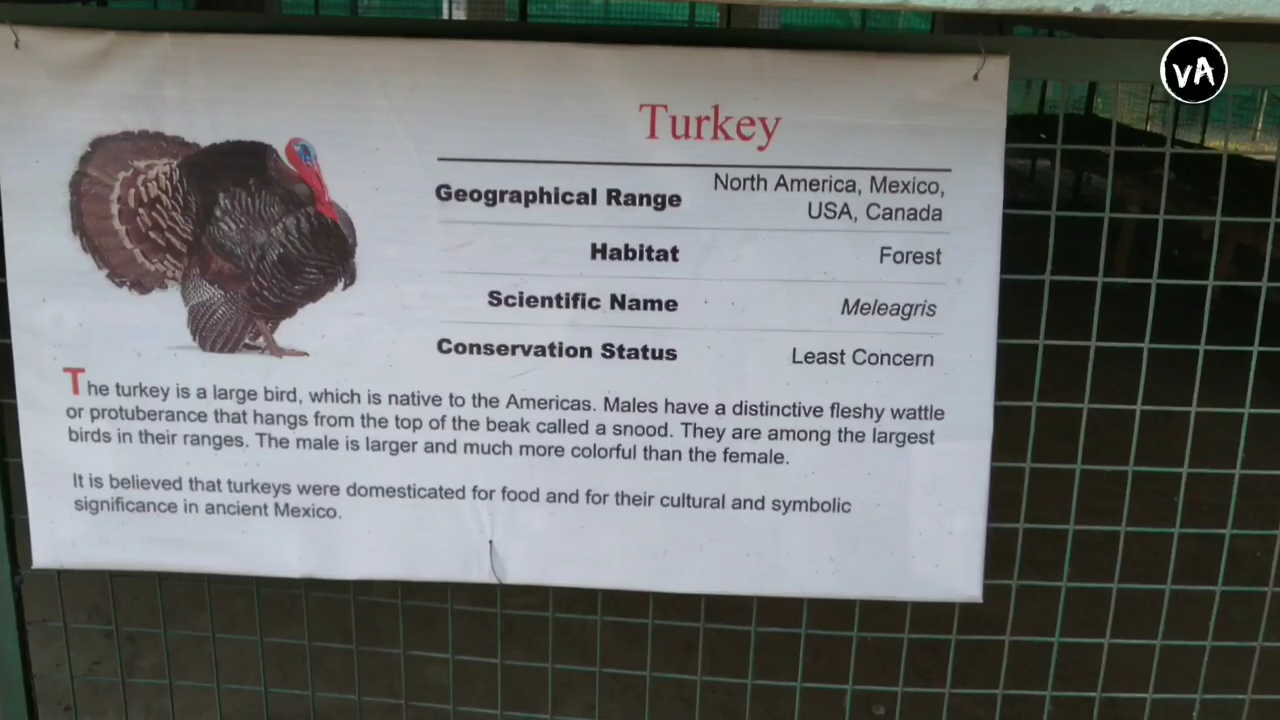 VA
Turkey
Geographical Range North America, Mexico,
USA, Canada
Habitat Forest
Scientific Name Meleagris
Conservation Status Least Concern
The turkey is a large bird, which is native to the Americas. Males have a distinctive fleshy wattle
or protuberance that hangs from the top of the beak called a snood. They are among the largest
birds in their ranges. The male is larger and much more colorful than the female.
It is believed that turkeys were domesticated for food and for their cultural and symbolic
significance in ancient Mexico.